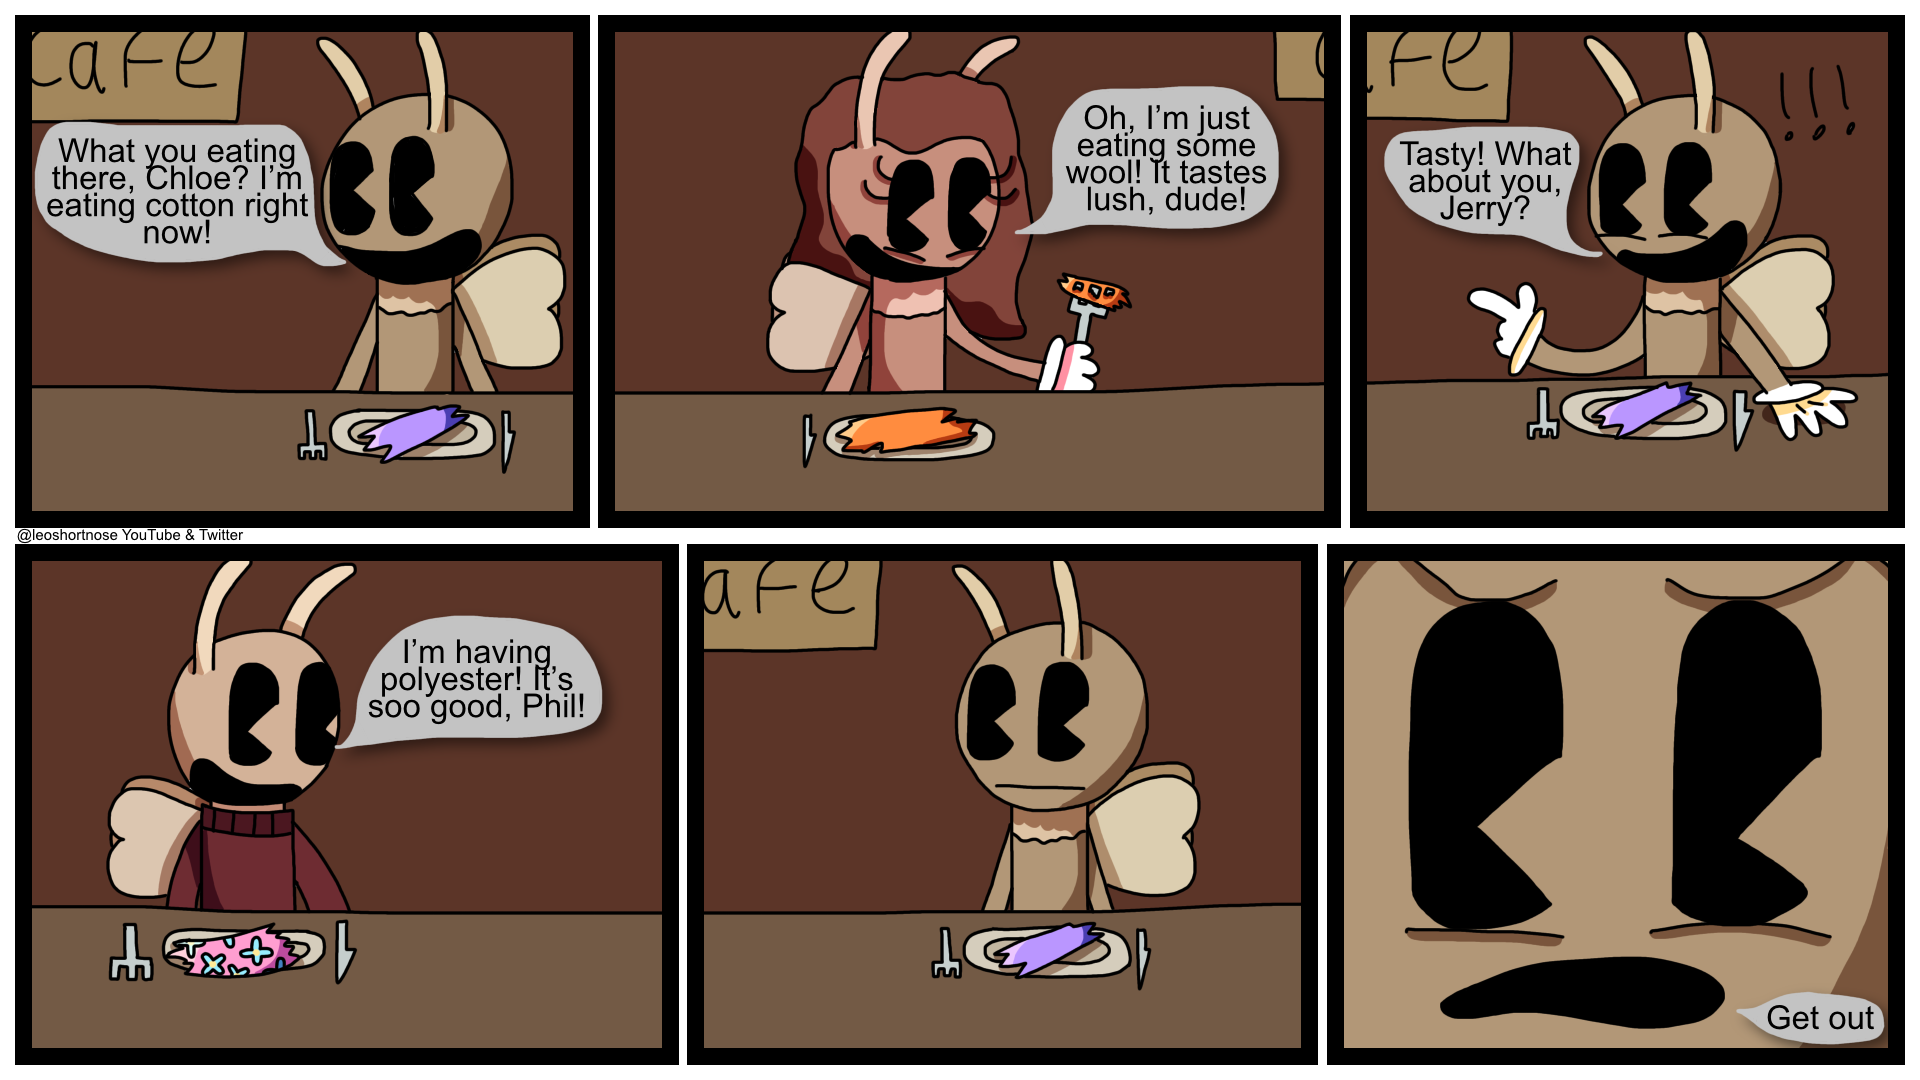 cafe
What you eating
there, Chloe? I'm
eating cotton right
now!
Oh, I'm just
eating some
wool! It tastes
lush, dude!
afe
Tasty! What
about you,
Jerry?
!!!
@leoshortnose YouTube & Twitter
I'm having
polyester! It's
soo good, Phil!
afe
Get out